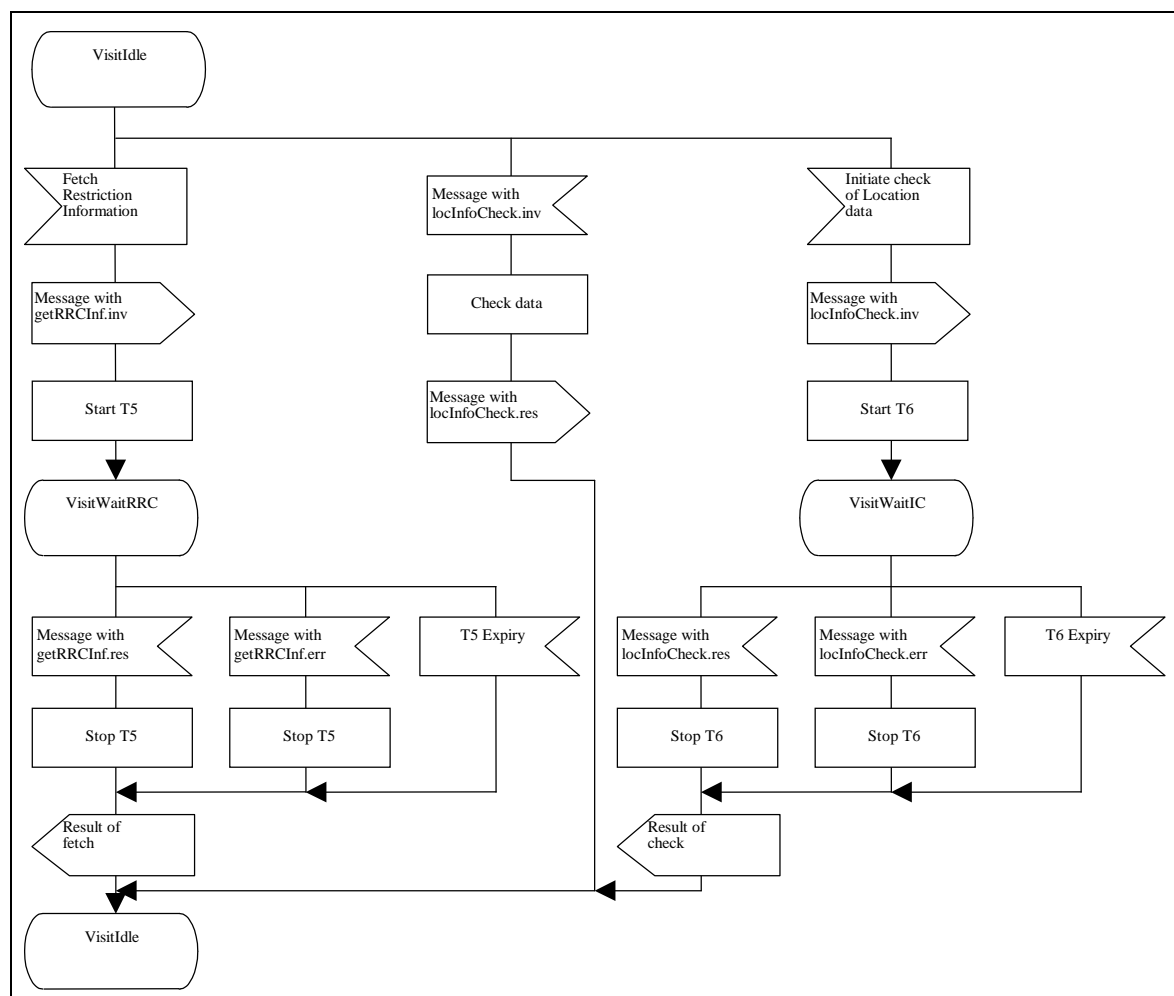 VisitIdle
Fetch
Restriction
Information
Message with
locInfoCheck.inv
Initiate check
of Location
data
Message with
getRRCInf.inv
Check data
Message with
locInfoCheck.inv
Start T5
Message with
locInfoCheck.res
Start T6
VisitWaitRRC
VisitWaitIC
Message with
getRRCInf.res
Message with
getRRCInf.err
T5 Expiry
Message with
locInfoCheck.res
Message with
locInfoCheck.err
T6 Expiry
Stop T5
Stop T5
Stop T6
Stop T6
Result of
fetch
Result of
check
VisitIdle